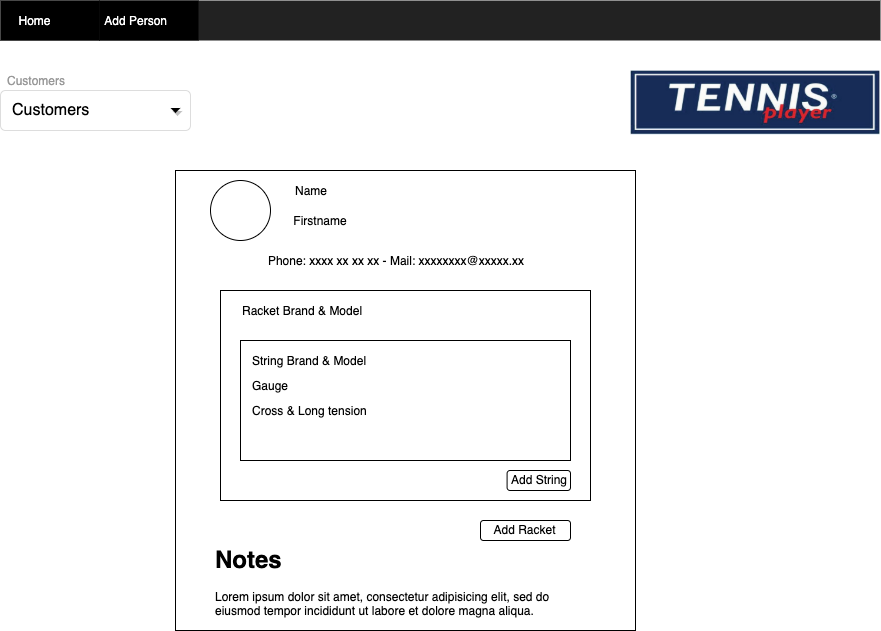 Home
Add Person
Customers
Customers
TENNIS®
player
Name
Firstname
Phone: xxxx xx xx xx - Mail: xxxxxxxx@xxxxx.xx
Racket Brand & Model
String Brand & Model
Gauge
Cross & Long tension
Add String
Add Racket
Notes
Lorem ipsum dolor sit amet, consectetur adipisicing elit, sed do
eiusmod tempor incididunt ut labore et dolore magna aliqua.